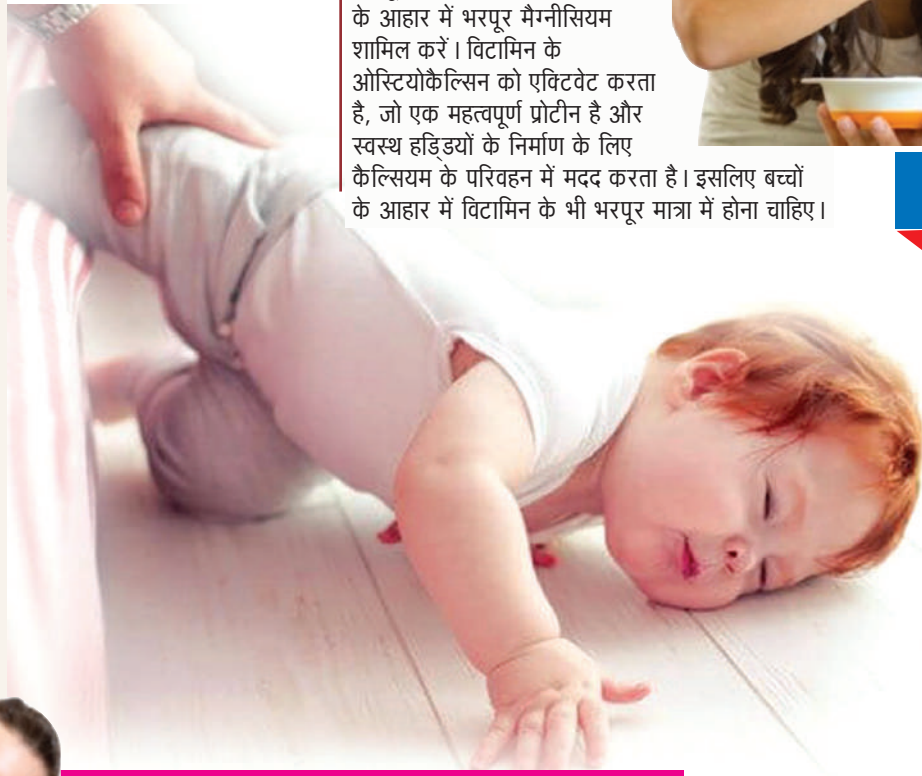 के आहार में भरपूर मैग्नीसियम
शामिल करें। विटामिन के
ओस्टियोकैल्सिन को एक्टिवेट करता
है, जो एक महत्वपूर्ण प्रोटीन है और
स्वस्थ हडि्डयों के निर्माण के लिए
कैल्सियम के परिवहन में मदद करता है। इसलिए बच्चों
के आहार में विटामिन के भी भरपूर मात्रा में होना चाहिए।